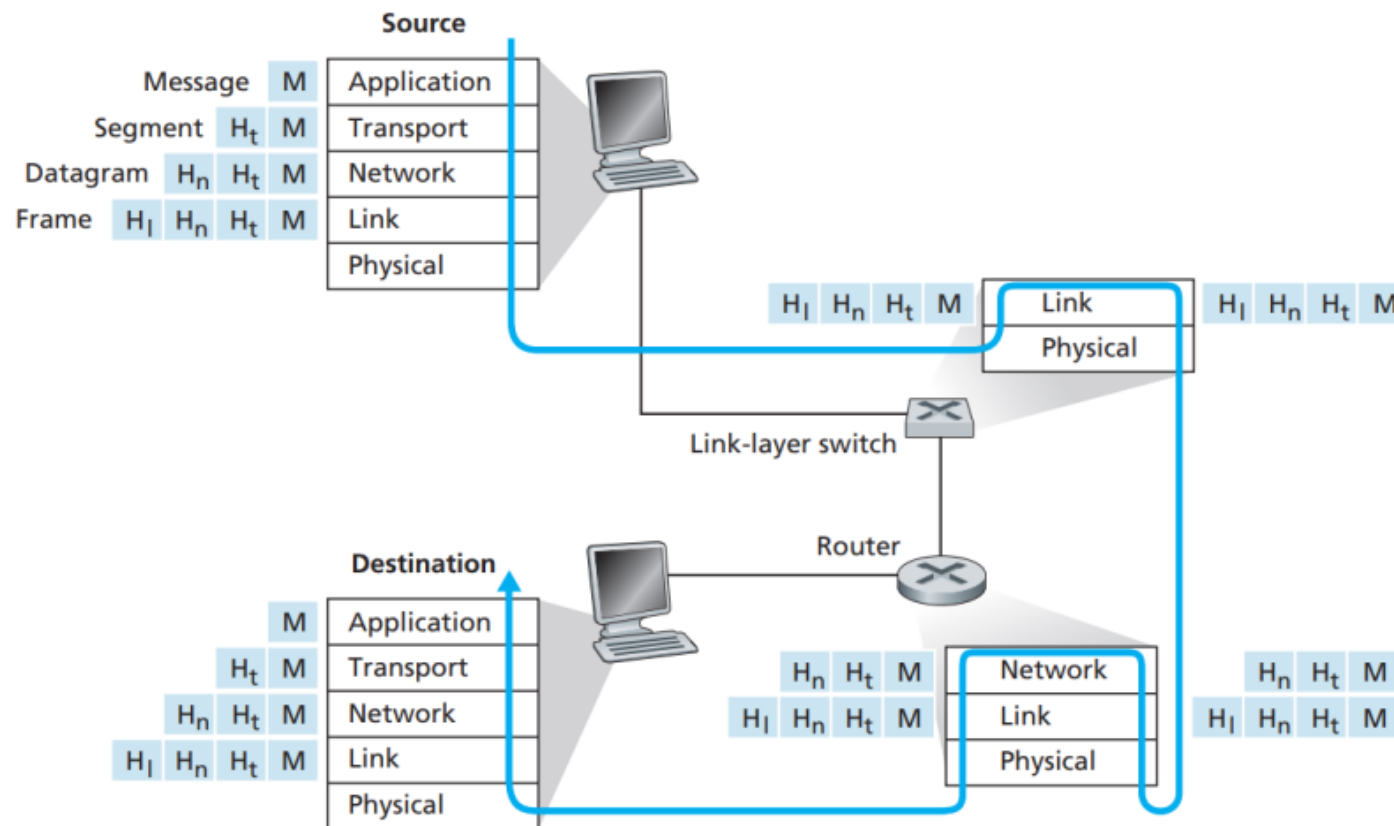 Source
Message M Application
Segment Ht M Transport
Datagram Hn Ht M Network
Frame Hl Hn Ht M Link
Physical
Hl Hn Ht M Link Hl Hn Ht M
Physical
Link-layer switch
Router
Destination
M Application
Ht M Transport
Hn Ht M Network
Hl Hn Ht M Link
Physical
Hn Ht M Network Hn Ht M
Hl Hn Ht M Link Hl Hn Ht M
Physical